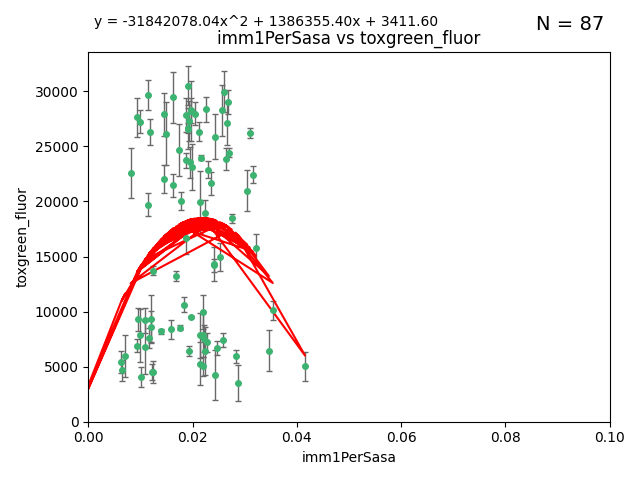 y = -31842078.04x^2 + 1386355.40x + 3411.60
N = 87
imm1PerSasa vs toxgreen_fluor
30000
25000
20000
15000
10000
5000
0
toxgreen_fluor
0.00 0.02 0.04 0.06 0.08 0.10
imm1PerSasa